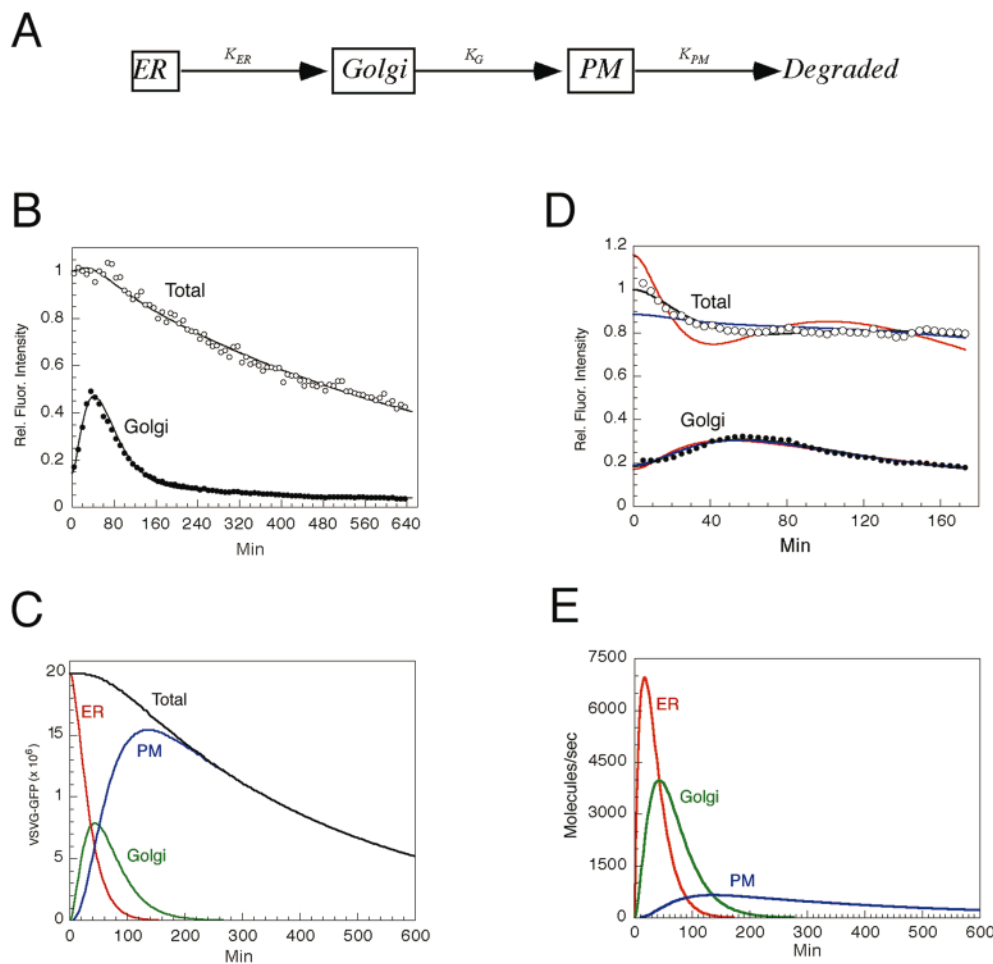 A
ER K_ER Golgi K_G PM K_PM Degraded
B
Rel. Fluor. Intensity
1
0.8
0.6
0.4
0.2
0
Total
Golgi
0 80 160 240 320 400 480 560 640
Min
D
Rel. Fluor. Intensity
1.2
1
0.8
0.6
0.4
0.2
0
Total
Golgi
0 40 80 120 160
Min
C
VSVG-GFP (x 10⁶)
20
15
10
5
0
Total
ER
PM
Golgi
0 100 200 300 400 500 600
Min
E
Molecules/sec
7500
6000
4500
3000
1500
0
ER
Golgi
PM
0 100 200 300 400 500 600
Min